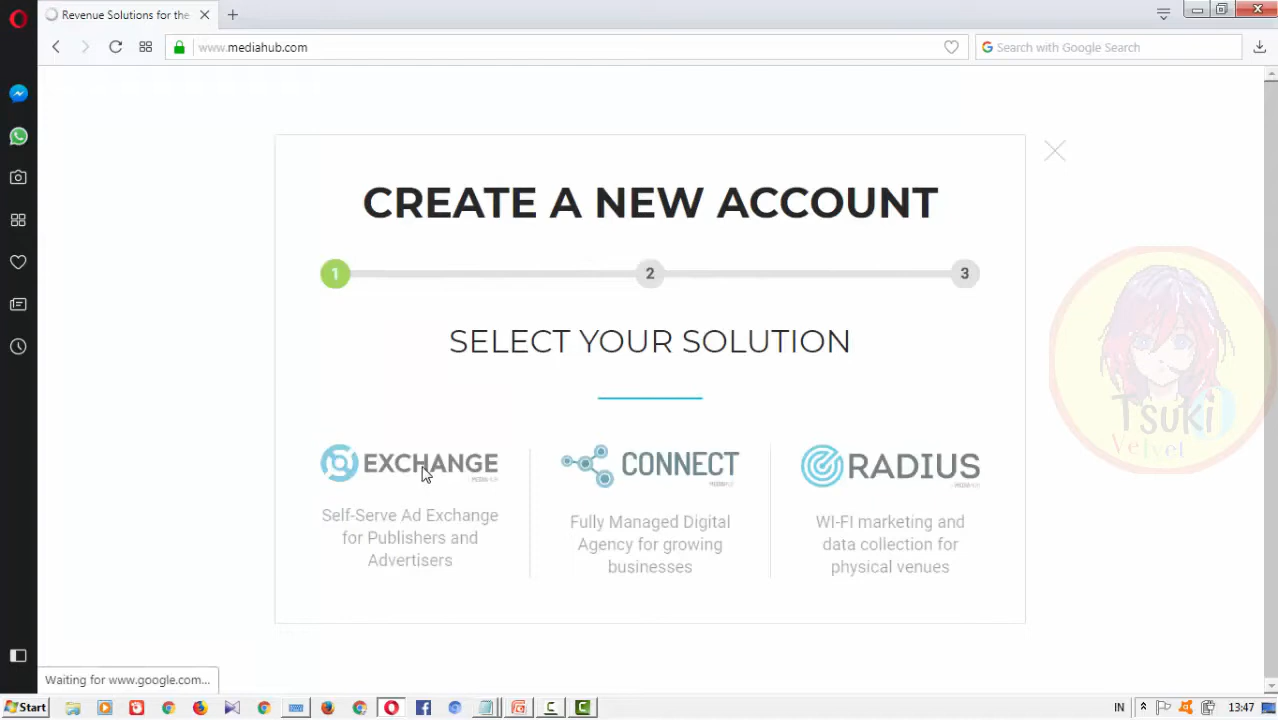 Revenue Solutions for the
www.mediahub.com
Search with Google Search
CREATE A NEW ACCOUNT
1
2
3
SELECT YOUR SOLUTION
EXCHANGE
MEDIAHUB
CONNECT
MEDIAHUB
RADIUS
MEDIAHUB
Self-Serve Ad Exchange
for Publishers and
Advertisers
Fully Managed Digital
Agency for growing
businesses
WI-FI marketing and
data collection for
physical venues
Tsuki
Velvet
Waiting for www.google.com...
Start
IN
13:47